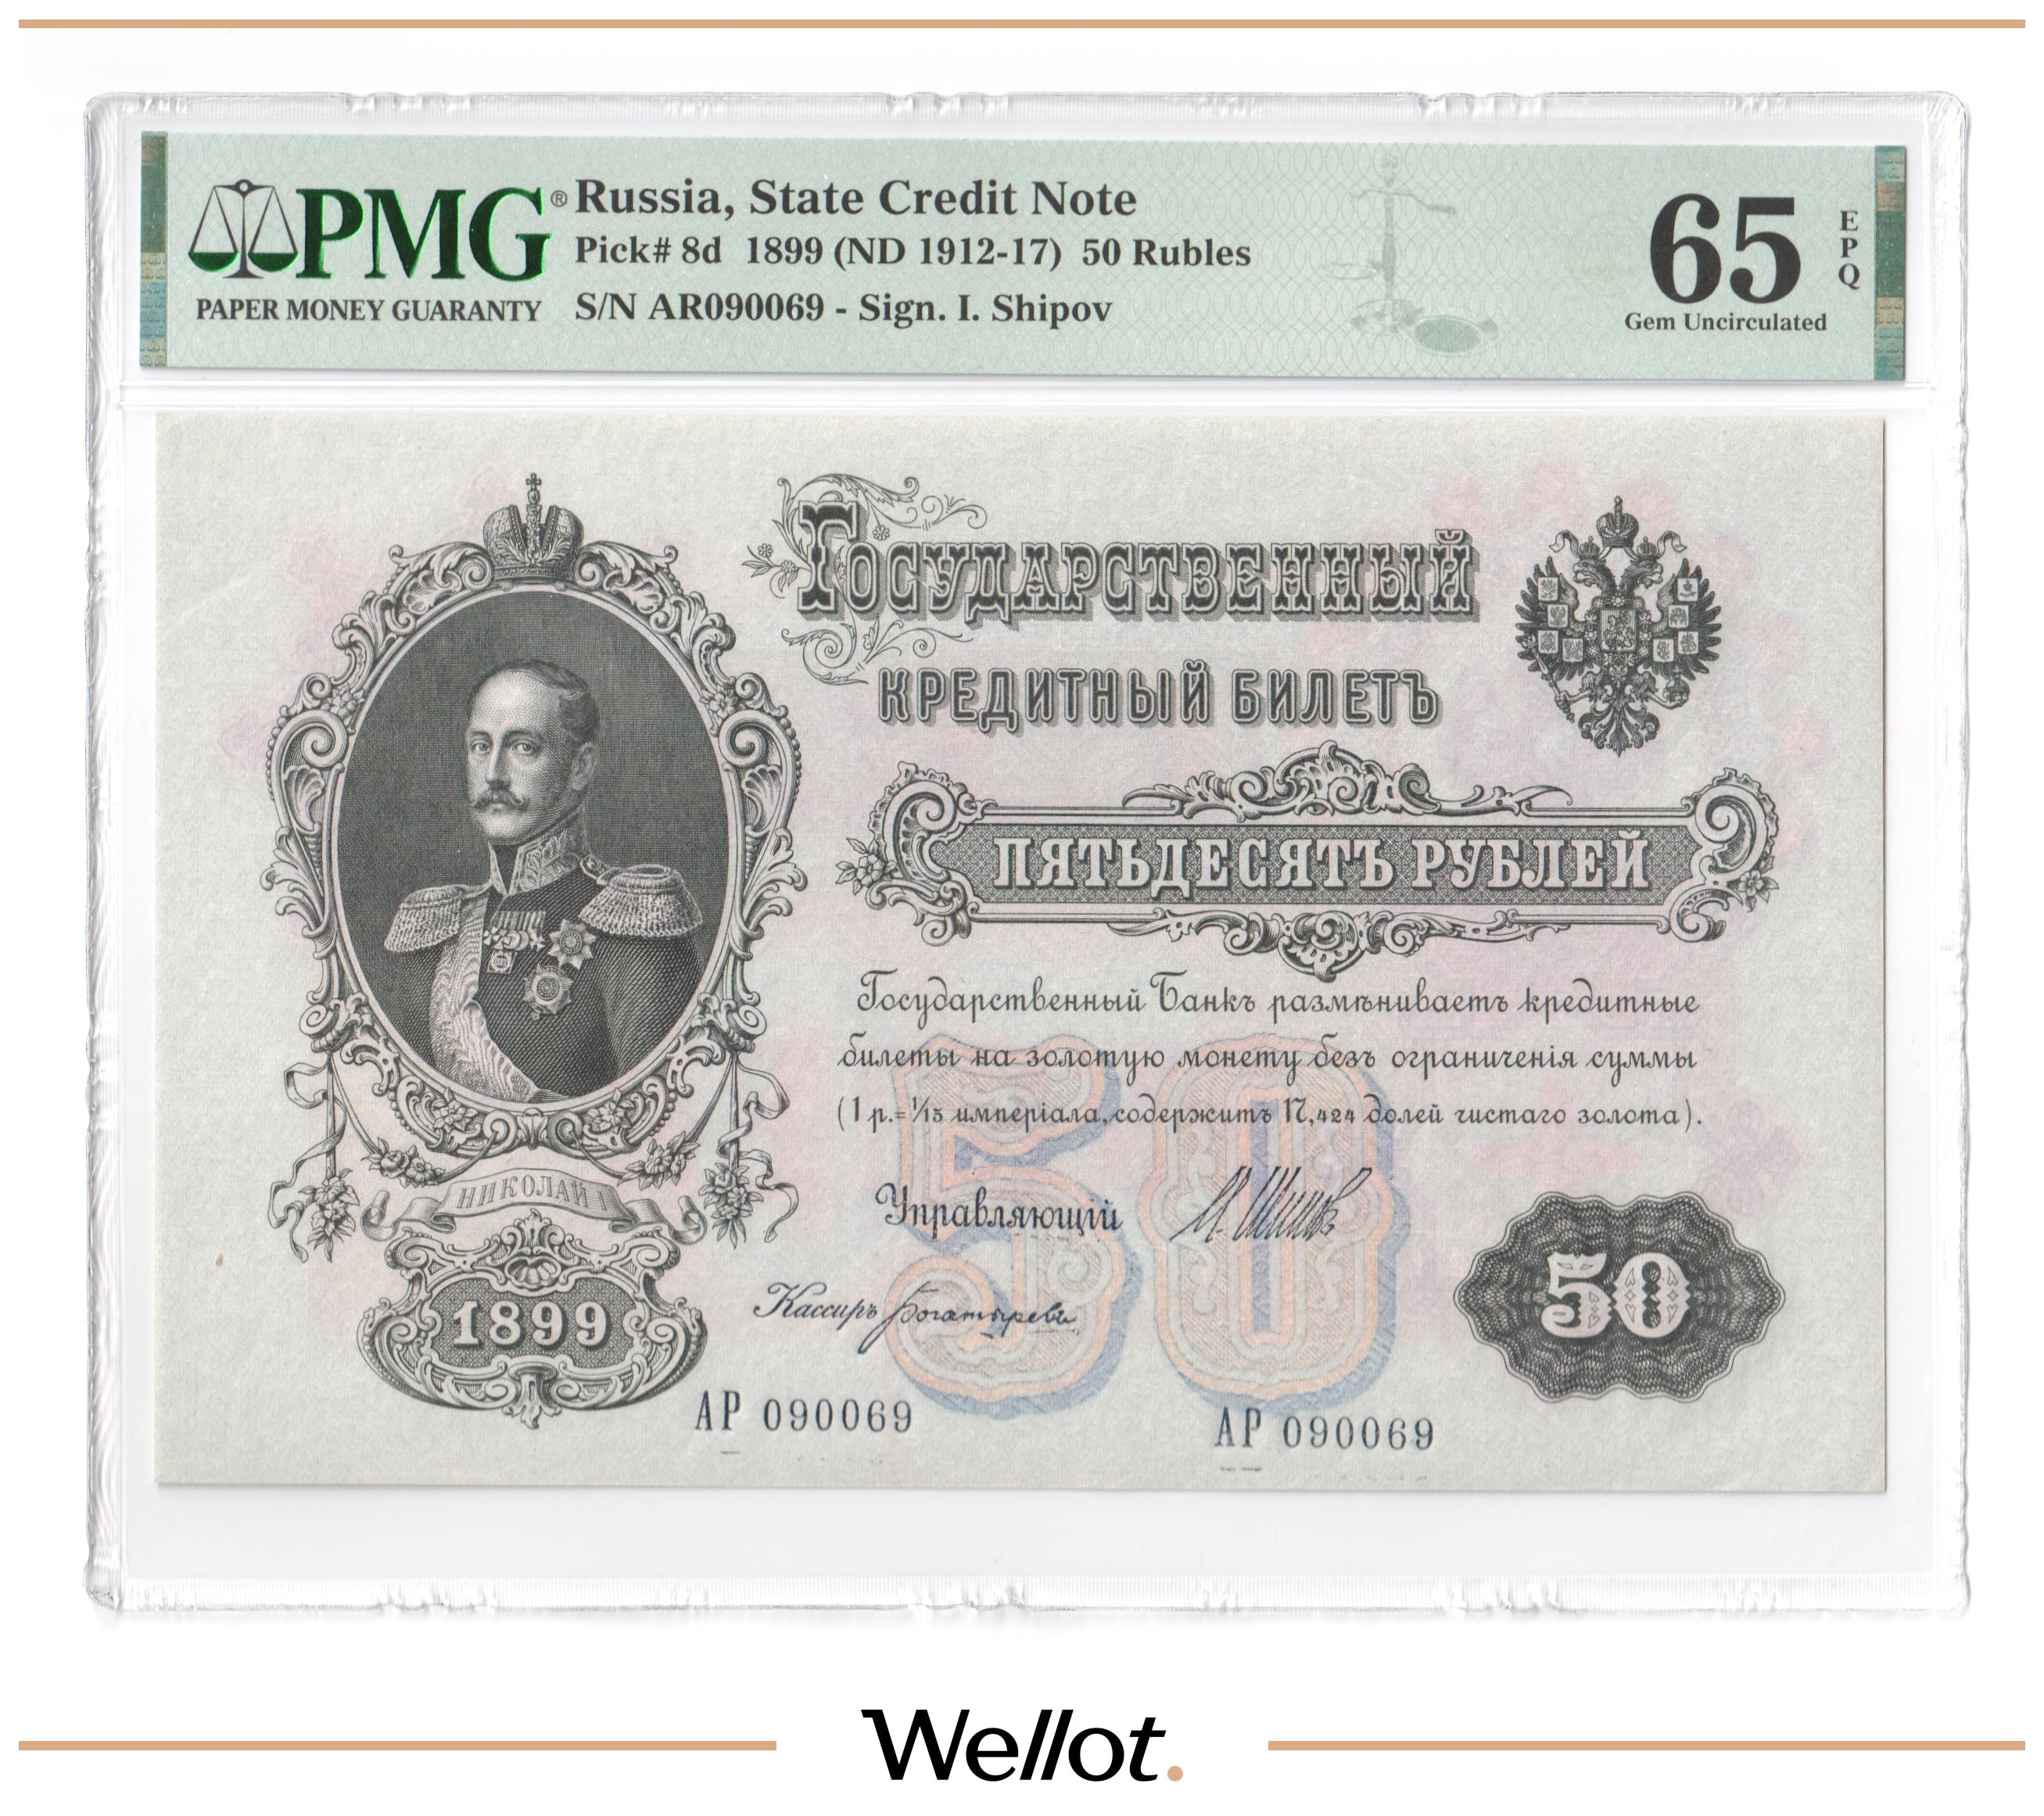 PMG®
PAPER MONEY GUARANTY
Russia, State Credit Note
Pick# 8d 1899 (ND 1912-17) 50 Rubles
S/N AR090069 - Sign. I. Shipov
65
EPQ
Gem Uncirculated
Государственный
кредитный билетъ
ПЯТЬДЕСЯТЪ РУБЛЕЙ
Государственный Банкъ размѣниваетъ кредитные
билеты на золотую монету безъ ограниченія суммы
(1 р.=1/15 имперіала, содержитъ 17,424 долей чистаго золота).
50
Управляющій И. Шиповъ
НИКОЛАЙ I
1899
Кассиръ Богатыревъ
50
АР 090069
АР 090069
Wellot.